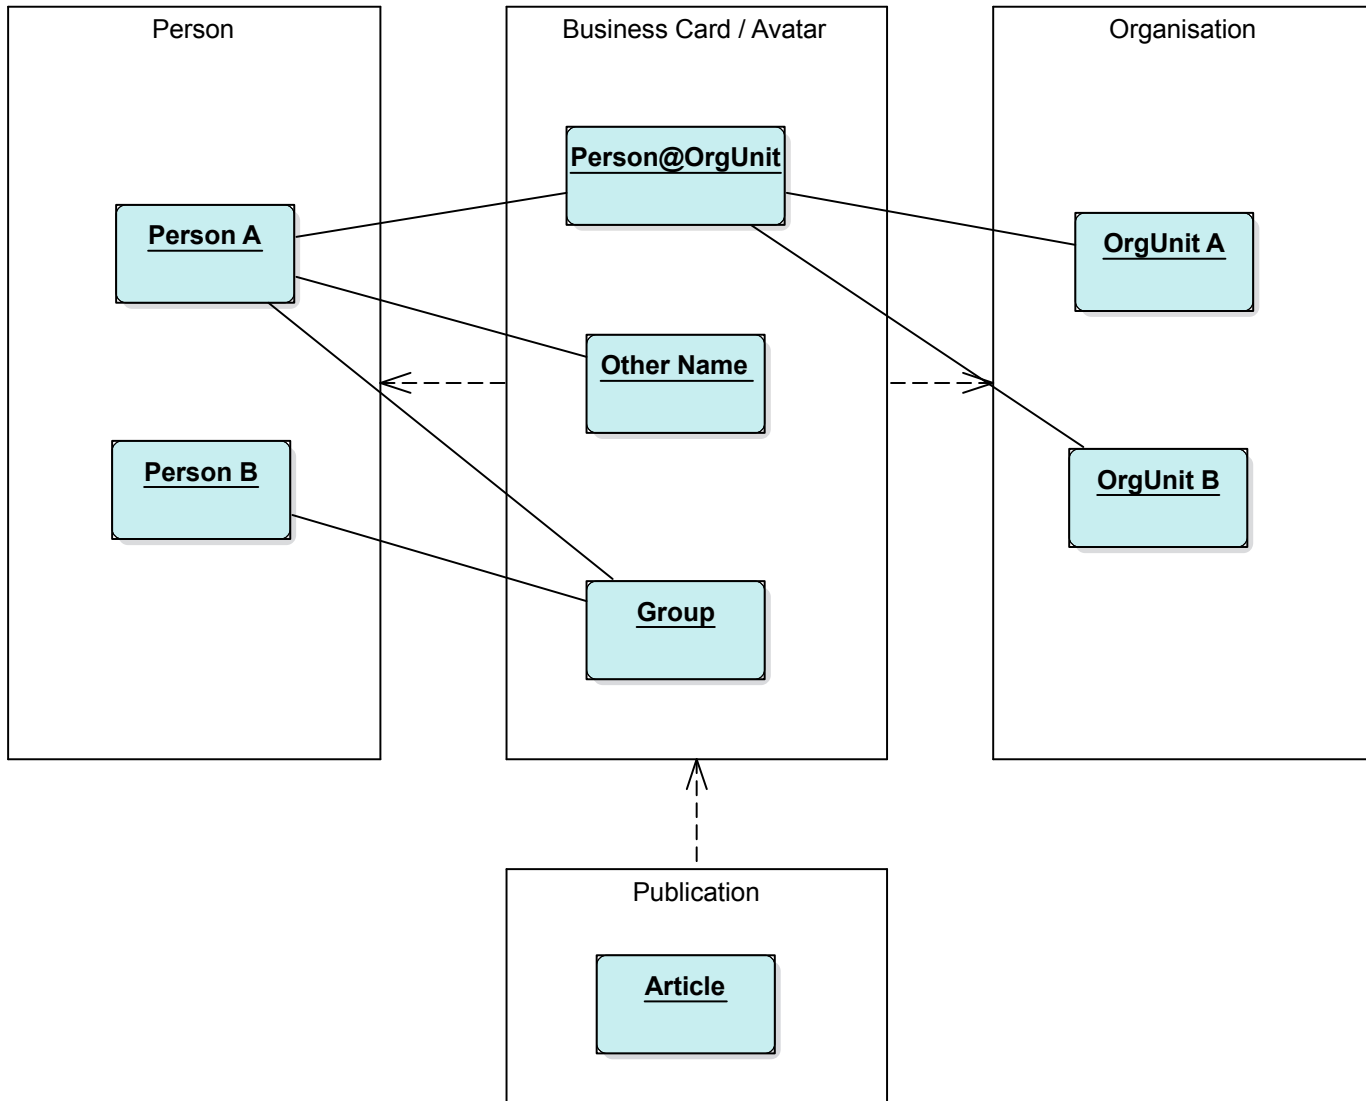 Person
Business Card / Avatar
Organisation
Person@OrgUnit
Person A
OrgUnit A
Other Name
Person B
OrgUnit B
Group
Publication
Article